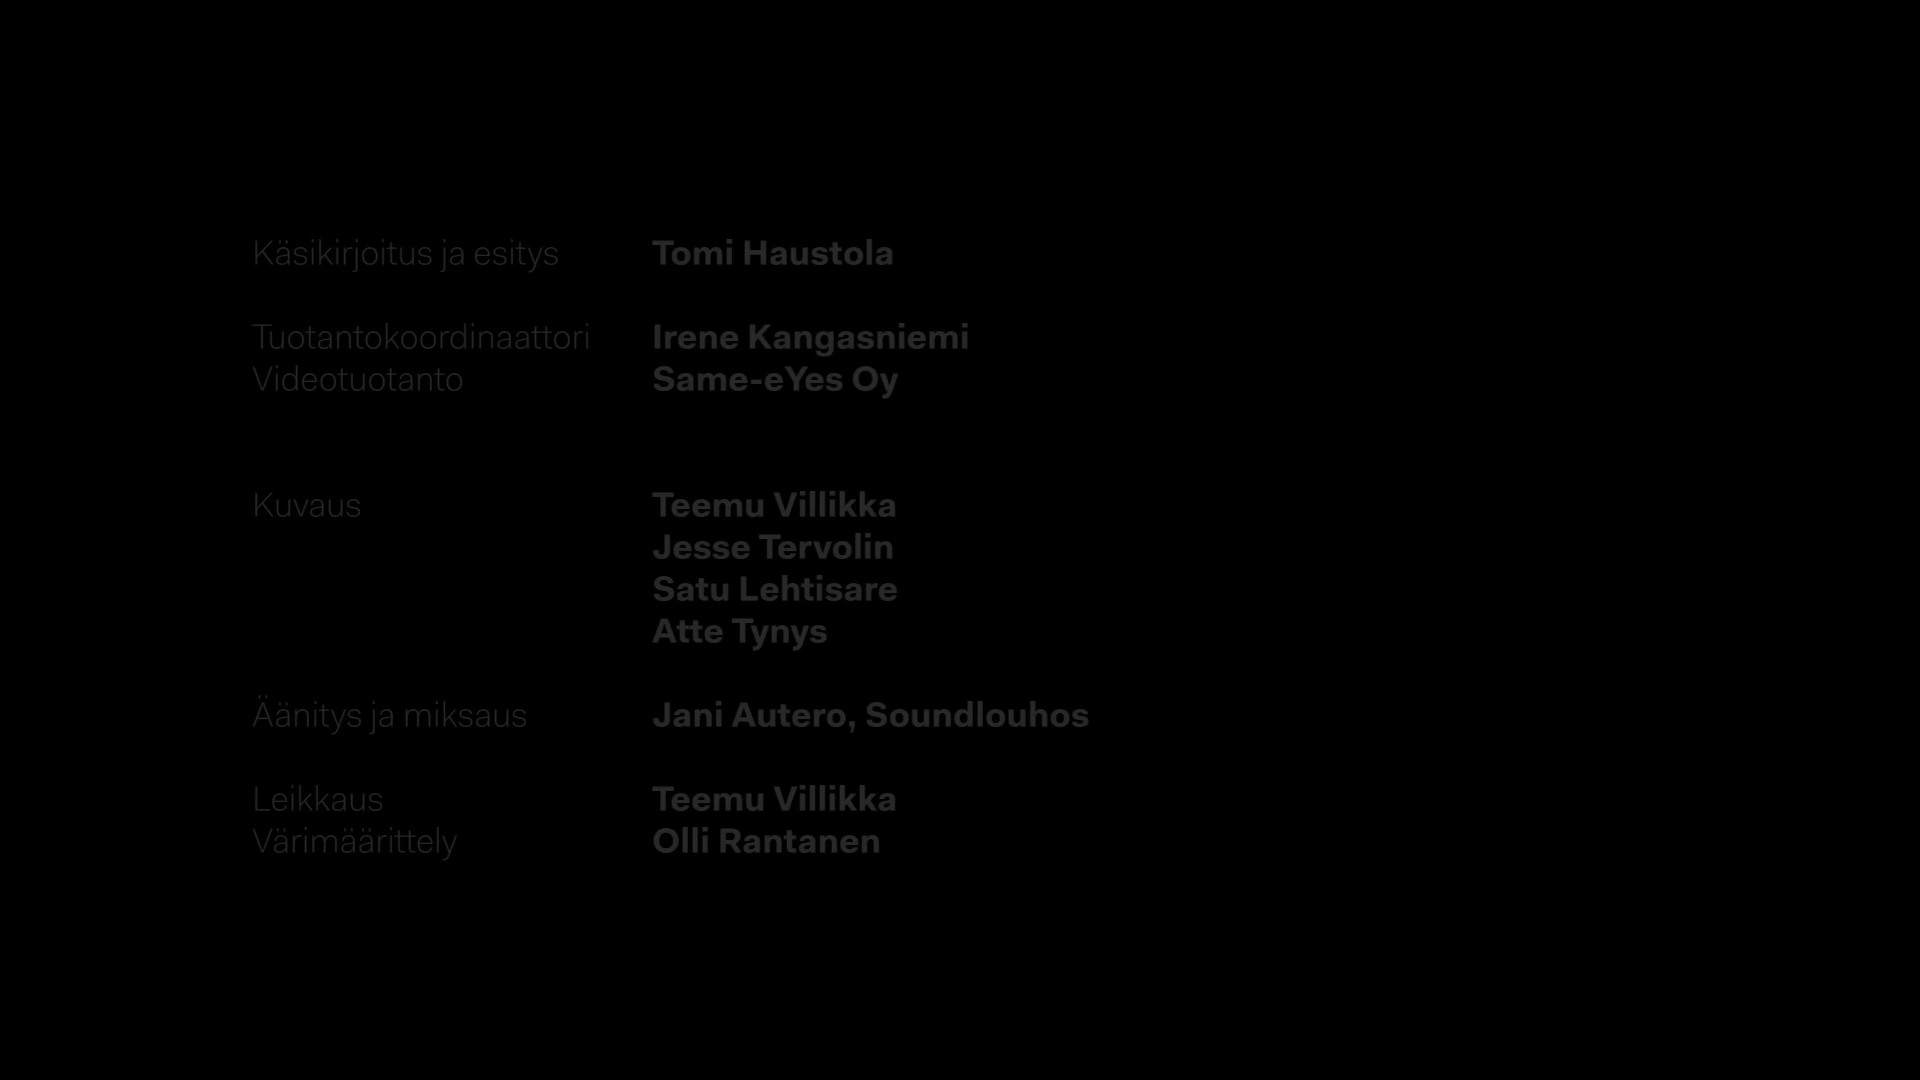 Käsikirjoitus ja esitys Tomi Haustola
Tuotantokoordinaattori Irene Kangasniemi
Videotuotanto Same-eYes Oy
Kuvaus Teemu Villikka
Jesse Tervolin
Satu Lehtisare
Atte Tynys
Äänitys ja miksaus Jani Autero, Soundlouhos
Leikkaus Teemu Villikka
Värimäärittely Olli Rantanen